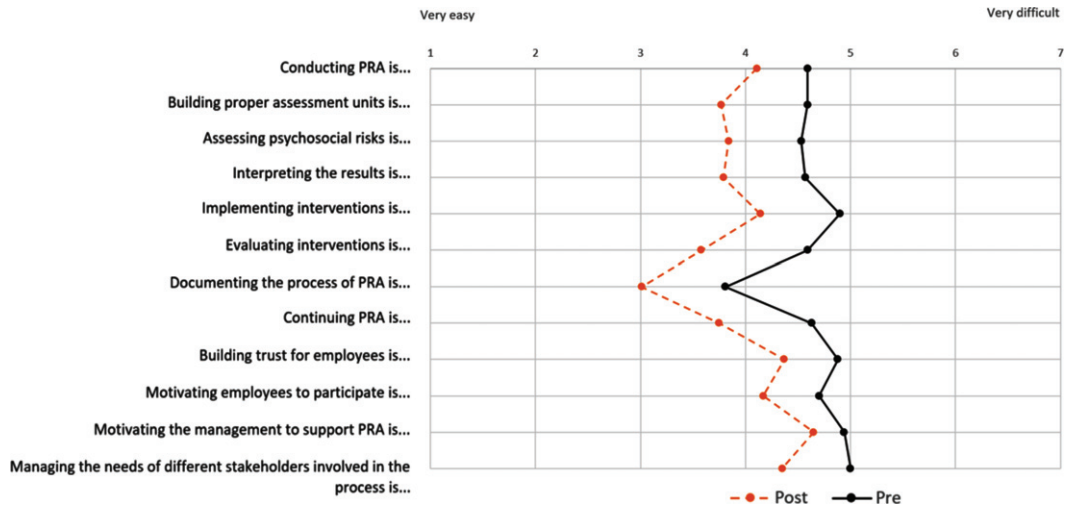 Very easy Very difficult
1 2 3 4 5 6 7
Conducting PRA is...
Building proper assessment units is...
Assessing psychosocial risks is...
Interpreting the results is...
Implementing interventions is...
Evaluating interventions is...
Documenting the process of PRA is...
Continuing PRA is...
Building trust for employees is...
Motivating employees to participate is...
Motivating the management to support PRA is...
Managing the needs of different stakeholders involved in the
process is...
Post Pre